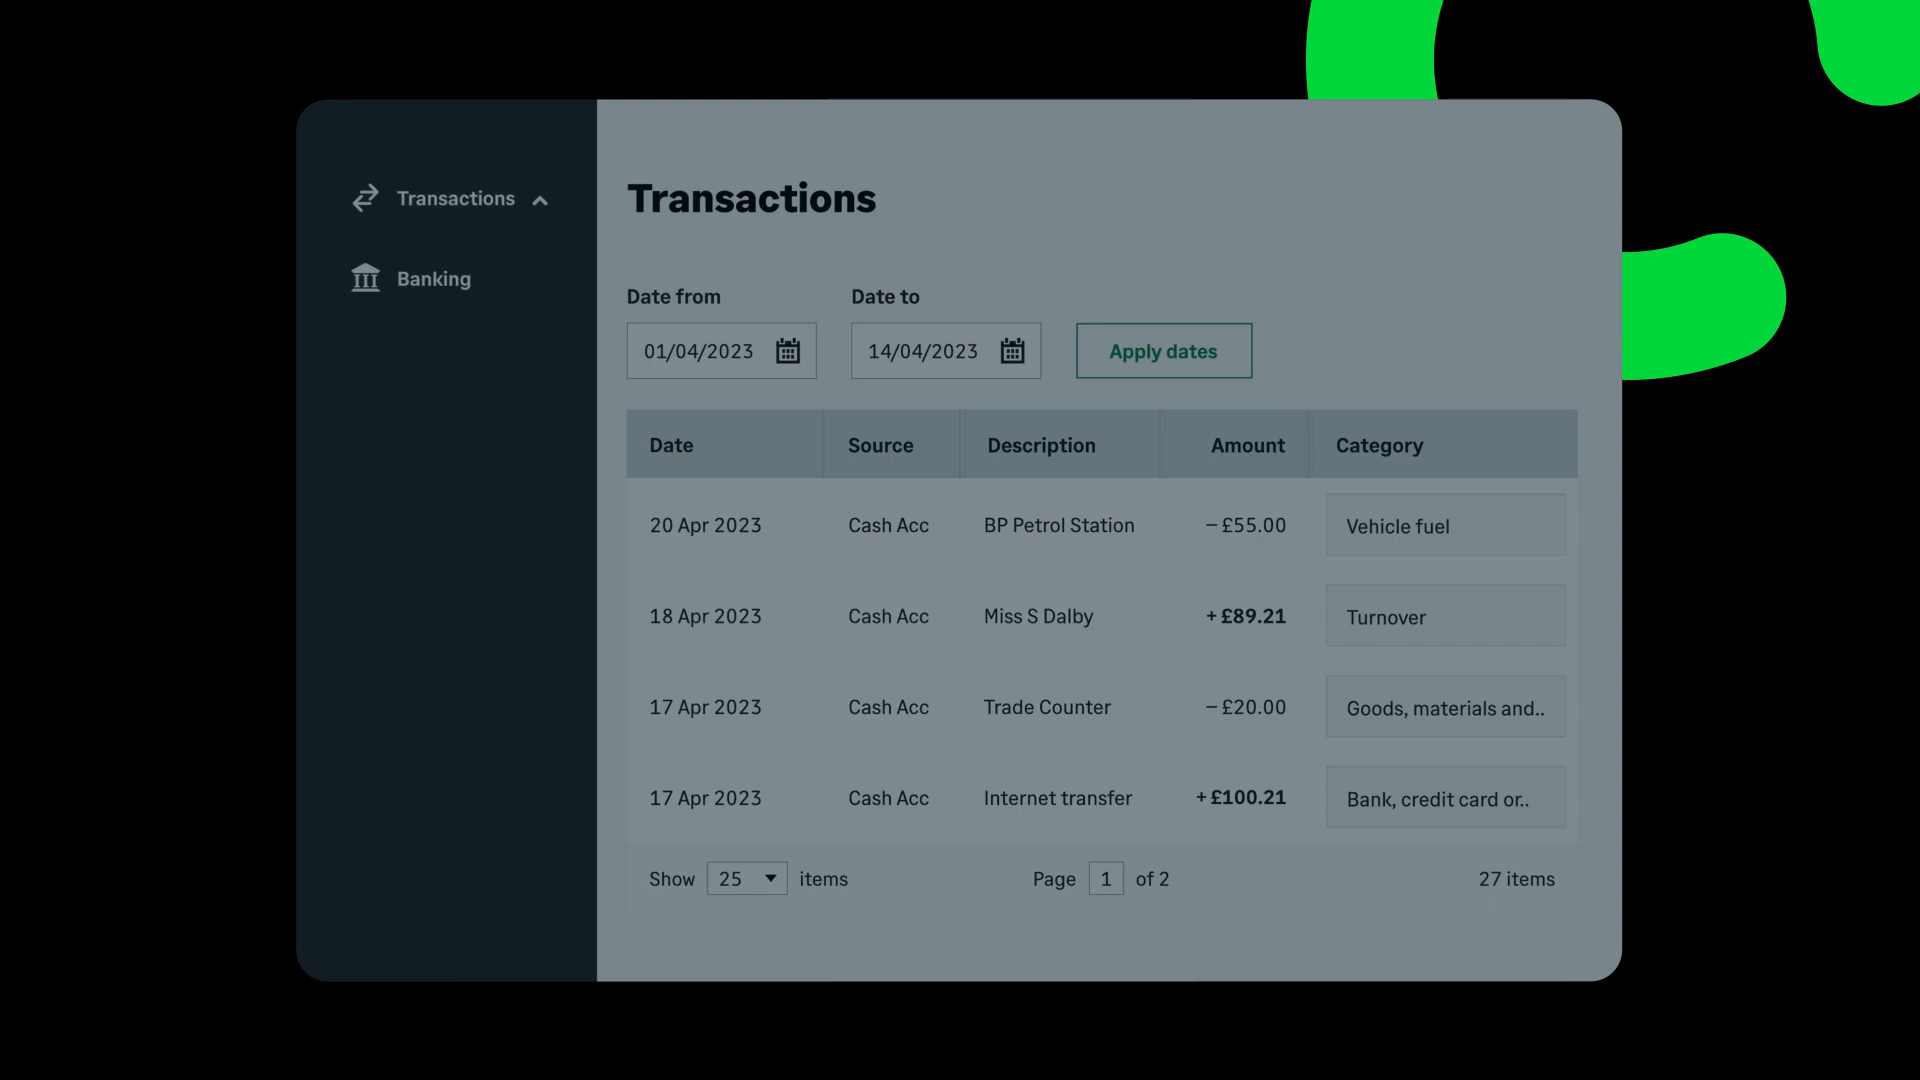 Transactions
Banking
Transactions
Date from
Date to
01/04/2023
14/04/2023
Apply dates
Date Source Description Amount Category
20 Apr 2023 Cash Acc BP Petrol Station – £55.00 Vehicle fuel
18 Apr 2023 Cash Acc Miss S Dalby + £89.21 Turnover
17 Apr 2023 Cash Acc Trade Counter – £20.00 Goods, materials and..
17 Apr 2023 Cash Acc Internet transfer + £100.21 Bank, credit card or..
Show 25 items Page 1 of 2 27 items